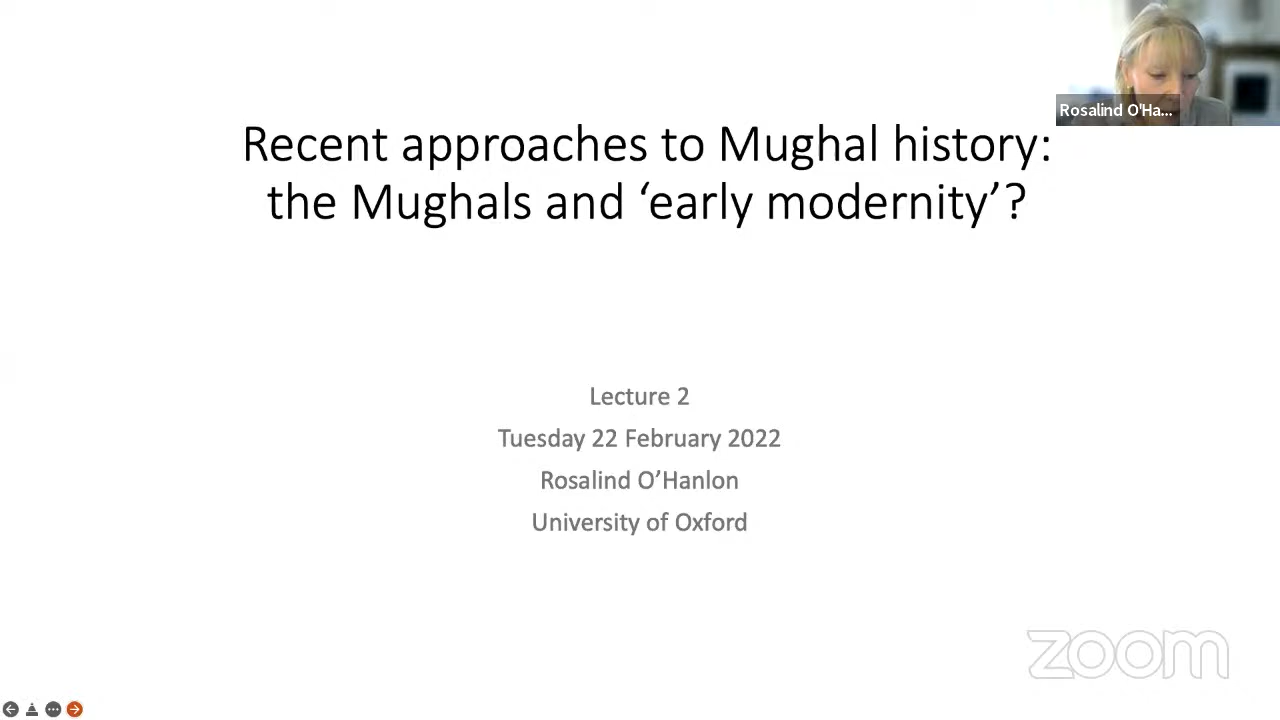 Rosalind O'Ha...
Recent approaches to Mughal history:
the Mughals and ‘early modernity’?
Lecture 2
Tuesday 22 February 2022
Rosalind O’Hanlon
University of Oxford
zoom